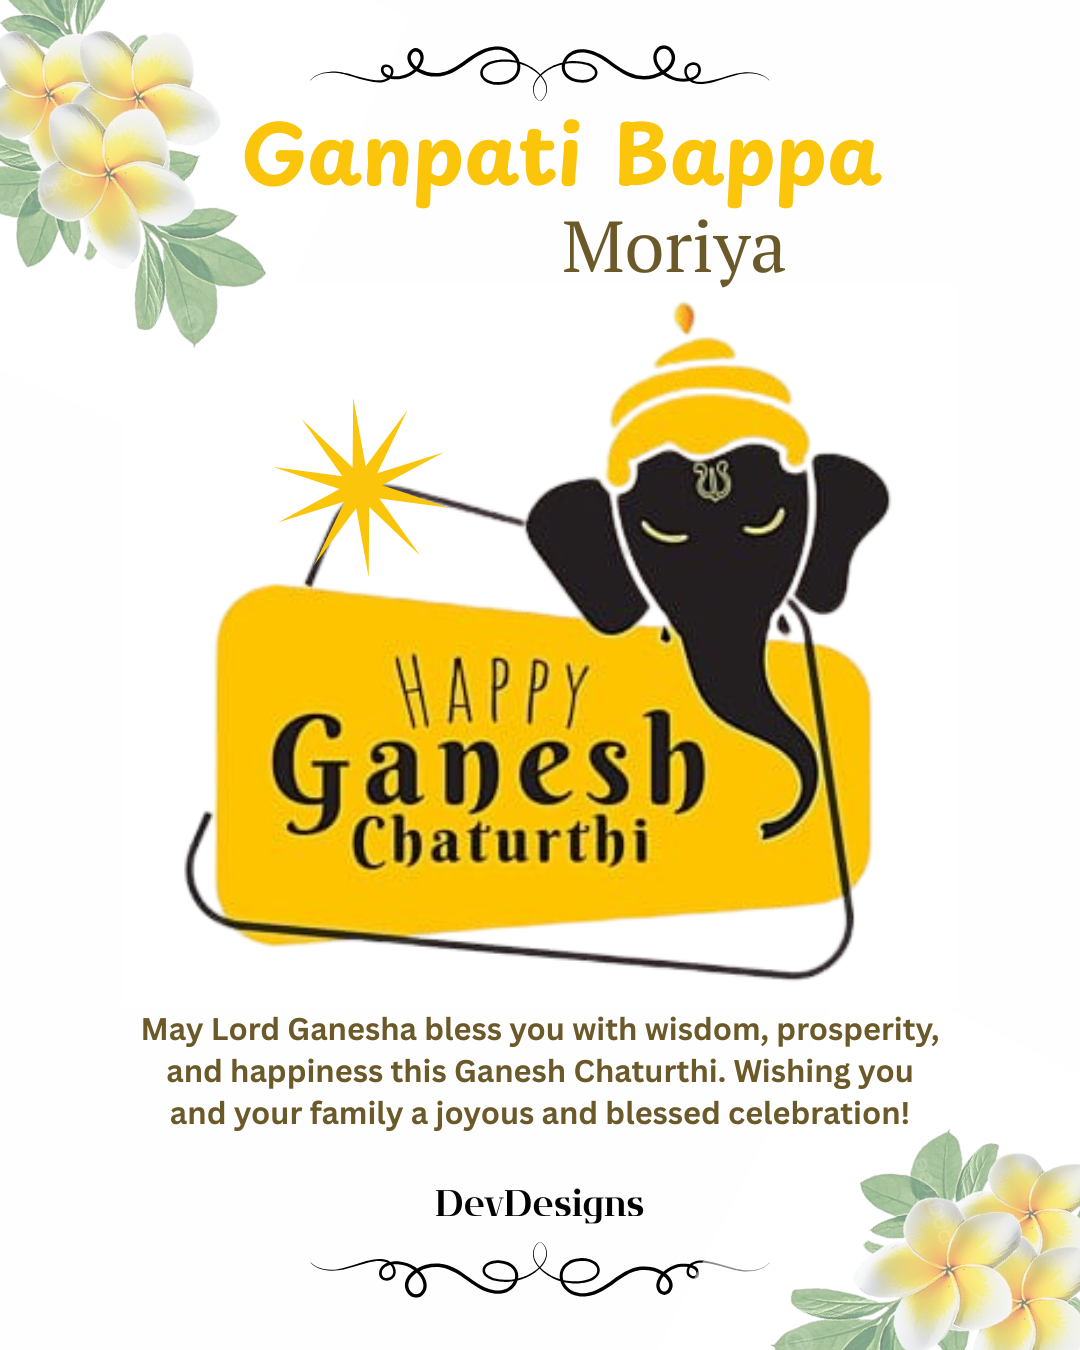 Ganpati Bappa
Moriya
HAPPY
Ganesh
Chaturthi
May Lord Ganesha bless you with wisdom, prosperity,
and happiness this Ganesh Chaturthi. Wishing you
and your family a joyous and blessed celebration!
DevDesigns